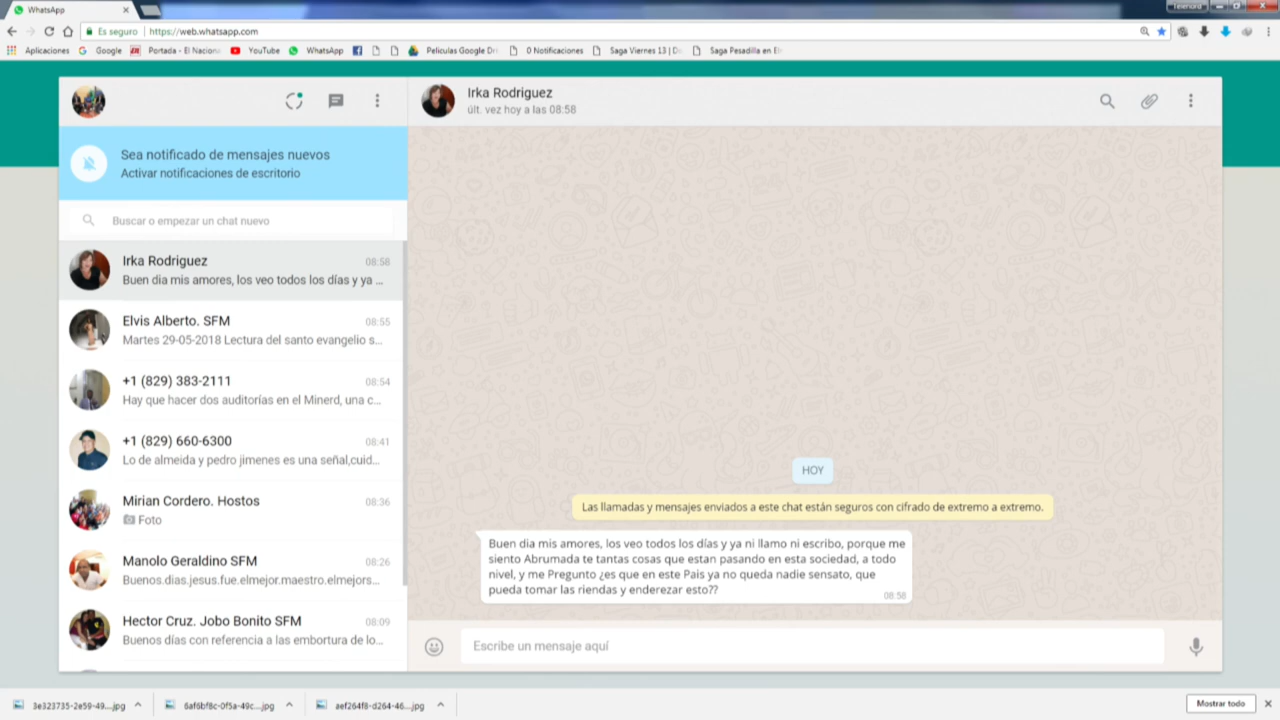 WhatsApp
Telenord
Es seguro
https://web.whatsapp.com
Aplicaciones
Google
Portada - El Naciona
YouTube
WhatsApp
Peliculas Google Dri
0 Notificaciones
Saga Viernes 13 | D
Saga Pesadilla en El
Sea notificado de mensajes nuevos
Activar notificaciones de escritorio
Buscar o empezar un chat nuevo
Irka Rodriguez 08:58
Buen dia mis amores, los veo todos los días y ya ...
Elvis Alberto. SFM 08:55
Martes 29-05-2018 Lectura del santo evangelio s...
+1 (829) 383-2111 08:54
Hay que hacer dos auditorías en el Minerd, una c...
+1 (829) 660-6300 08:41
Lo de almeida y pedro jimenes es una señal,cuid...
Mirian Cordero. Hostos 08:36
Foto
Manolo Geraldino SFM 08:26
Buenos.dias.jesus.fue.elmejor.maestro.elmejors...
Hector Cruz. Jobo Bonito SFM 08:09
Buenos días con referencia a las embortura de lo...
Irka Rodriguez
últ. vez hoy a las 08:58
HOY
Las llamadas y mensajes enviados a este chat están seguros con cifrado de extremo a extremo.
Buen dia mis amores, los veo todos los días y ya ni llamo ni escribo, porque me
siento Abrumada te tantas cosas que estan pasando en esta sociedad, a todo
nivel, y me Pregunto ¿es que en este Pais ya no queda nadie sensato, que
pueda tomar las riendas y enderezar esto??
08:58
Escribe un mensaje aquí
3e323735-2e59-49....jpg
6af6bf8c-0f5a-49c....jpg
aef264f8-d264-46....jpg
Mostrar todo